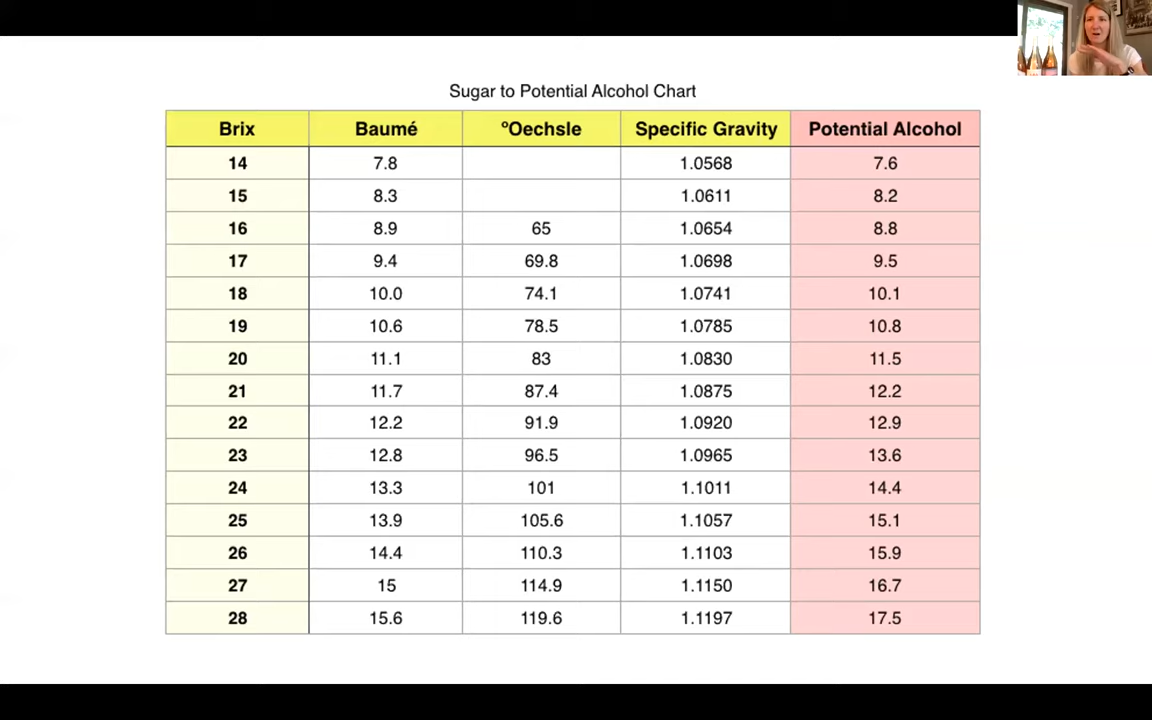 Sugar to Potential Alcohol Chart
Brix Baumé ºOechsle Specific Gravity Potential Alcohol
14 7.8 1.0568 7.6
15 8.3 1.0611 8.2
16 8.9 65 1.0654 8.8
17 9.4 69.8 1.0698 9.5
18 10.0 74.1 1.0741 10.1
19 10.6 78.5 1.0785 10.8
20 11.1 83 1.0830 11.5
21 11.7 87.4 1.0875 12.2
22 12.2 91.9 1.0920 12.9
23 12.8 96.5 1.0965 13.6
24 13.3 101 1.1011 14.4
25 13.9 105.6 1.1057 15.1
26 14.4 110.3 1.1103 15.9
27 15 114.9 1.1150 16.7
28 15.6 119.6 1.1197 17.5